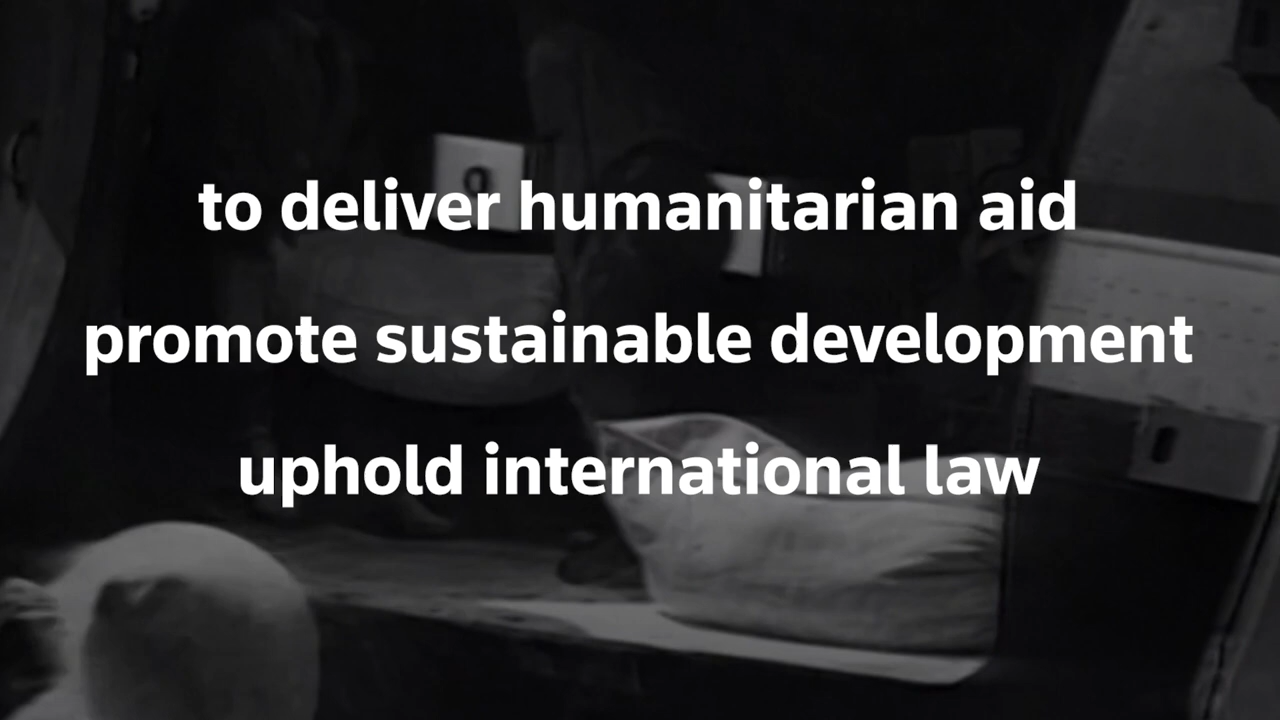 to deliver humanitarian aid
promote sustainable development
uphold international law